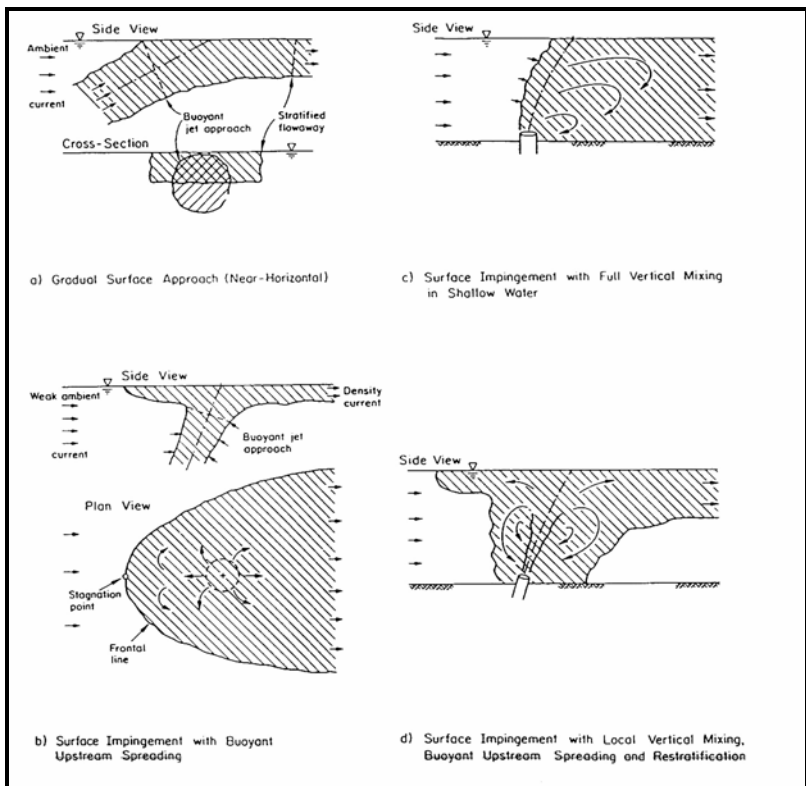 Side View
Ambient
current
Buoyant
jet approach
Stratified
flowaway
Cross-Section
a) Gradual Surface Approach (Near-Horizontal)
Side View
c) Surface Impingement with Full Vertical Mixing
in Shallow Water
Side View
Weak ambient
current
Density
current
Buoyant jet
approach
Plan View
Stagnation
point
Frontal
line
b) Surface Impingement with Buoyant
Upstream Spreading
Side View
d) Surface Impingement with Local Vertical Mixing,
Buoyant Upstream Spreading and Restratification